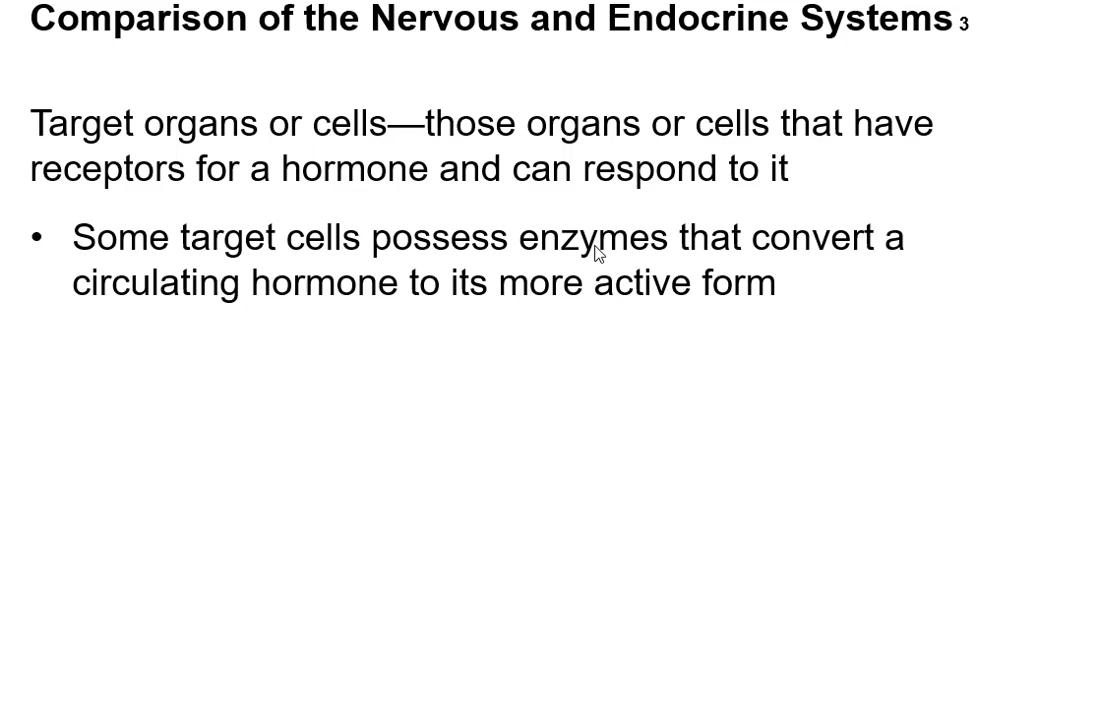 Comparison of the Nervous and Endocrine Systems 3
Target organs or cells—those organs or cells that have
receptors for a hormone and can respond to it
• Some target cells possess enzymes that convert a
circulating hormone to its more active form